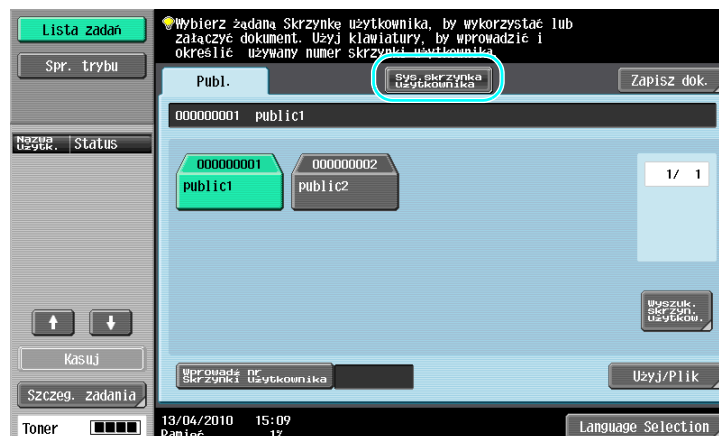 Lista zadań
Spr. trybu
Nazwa użytk.
Status
Kasuj
Szczeg. zadania
Toner
Wybierz żądaną Skrzynkę użytkownika, by wykorzystać lub
załączyć dokument. Użyj klawiatury, by wprowadzić i
określić używany numer skrzynki użytkownika
Publ.
Sys.skrzynka
użytkownika
Zapisz dok.
000000001 public1
000000001
public1
000000002
public2
1/ 1
Wyszuk.
skrzyn.
użytkow.
Wprowadź nr
skrzynki użytkownika
Użyj/Plik
13/04/2010 15:09
Pamięć 1%
Language Selection